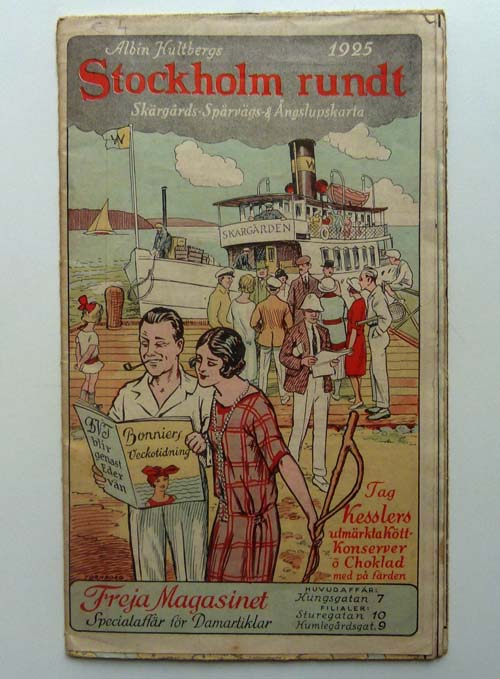 Albin Hultbergs 1925
Stockholm rundt
Skärgårds-Spårvägs-& Ångslupskarta
W
W
SKÄRGÅRDEN
BVT
blir
genast
Eder
vän
Bonniers
Veckotidning
Tag
Kesslers
utmärkta Kött-
Konserver
o Choklad
med på färden
Freja Magasinet
Specialaffär för Damartiklar
HUVUDAFFÄR:
Kungsgatan 7
FILIALER:
Sturegatan 10
Humlegårdsgat. 9